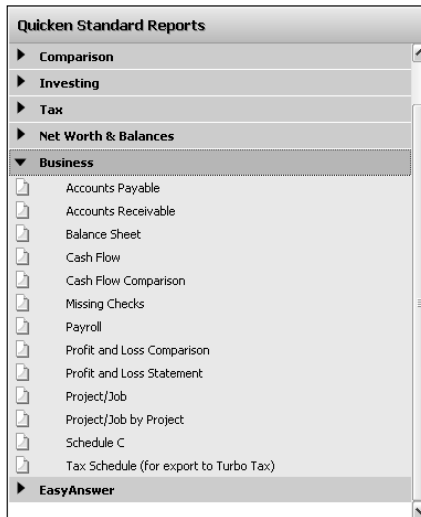 Quicken Standard Reports
Comparison
Investing
Tax
Net Worth & Balances
Business
Accounts Payable
Accounts Receivable
Balance Sheet
Cash Flow
Cash Flow Comparison
Missing Checks
Payroll
Profit and Loss Comparison
Profit and Loss Statement
Project/Job
Project/Job by Project
Schedule C
Tax Schedule (for export to Turbo Tax)
EasyAnswer